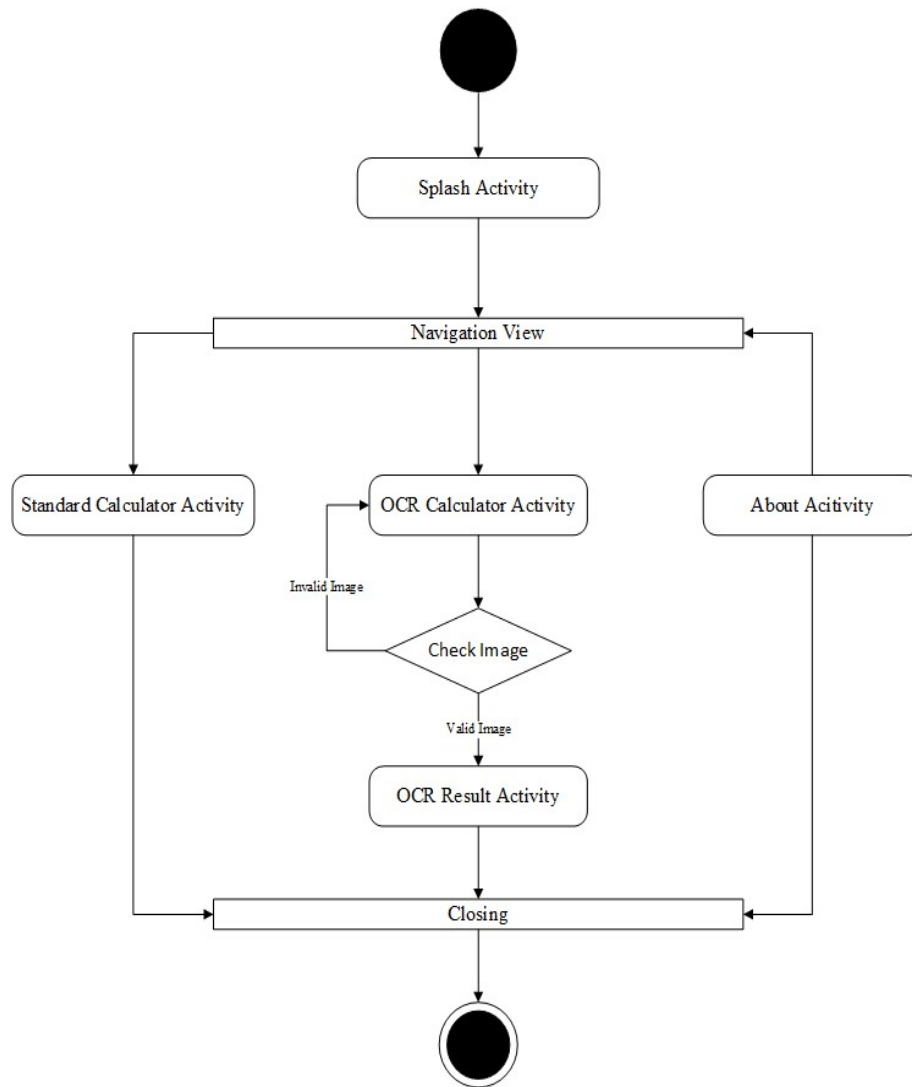 Splash Activity
Navigation View
Standard Calculator Activity
OCR Calculator Activity
About Acitivity
Invalid Image
Check Image
Valid Image
OCR Result Activity
Closing